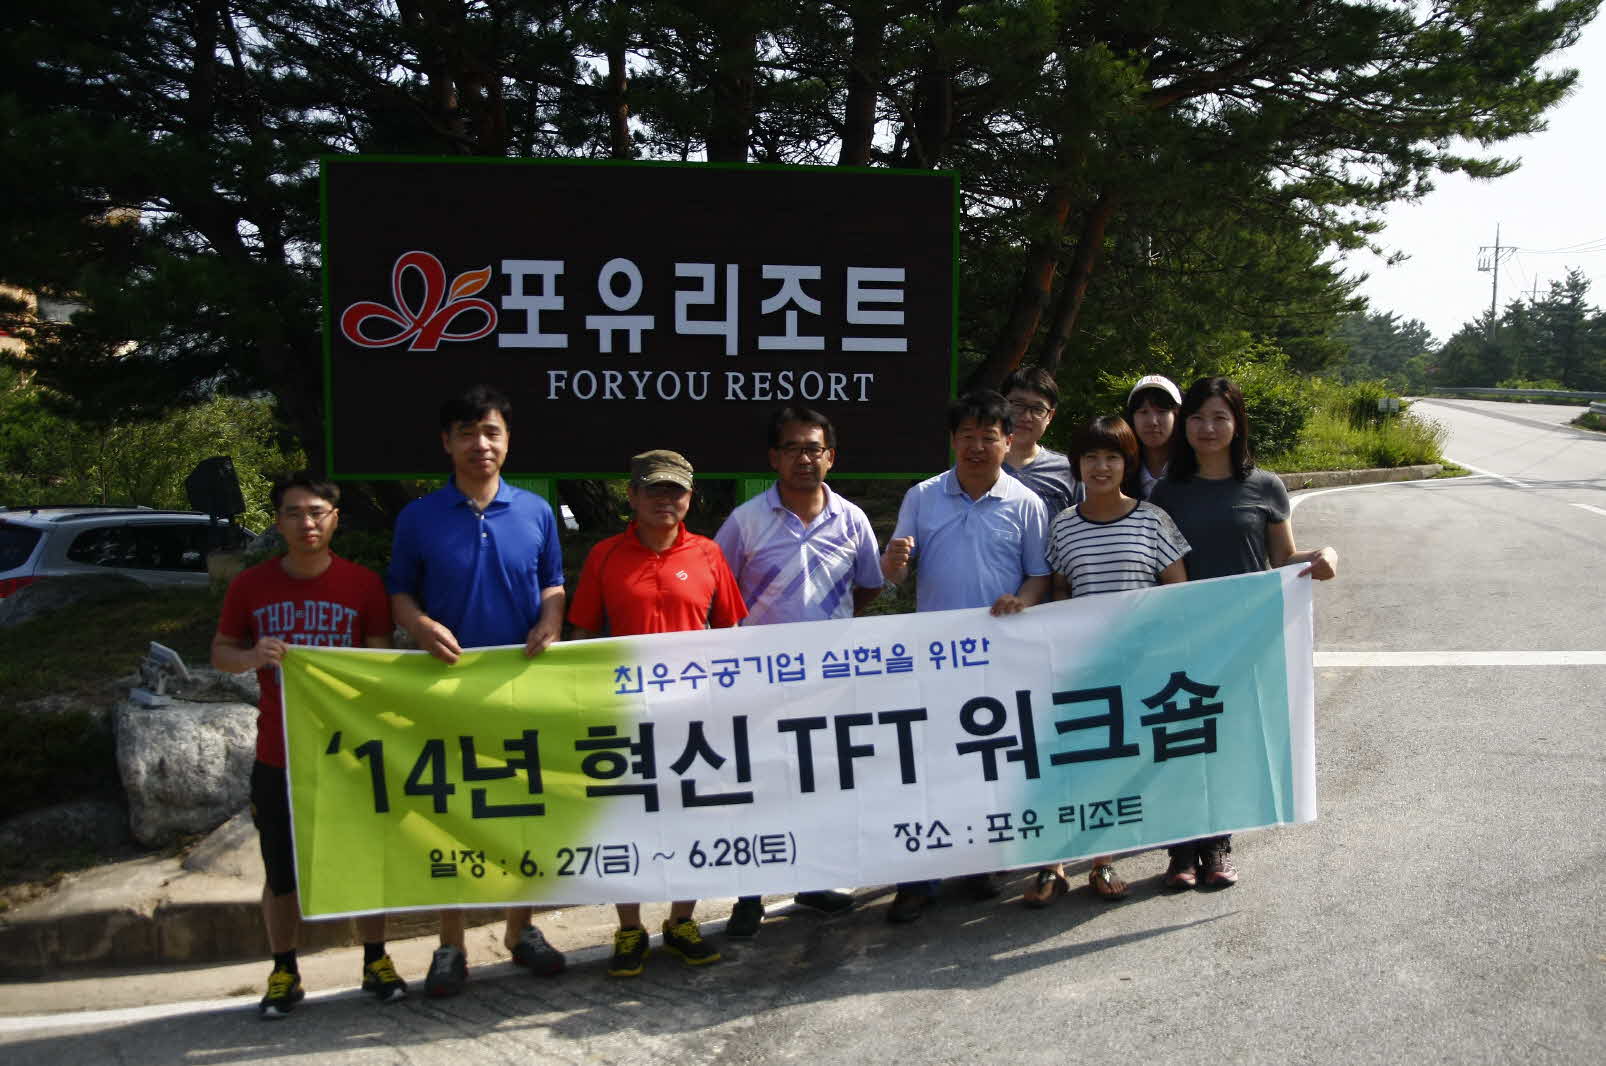 포유리조트
FORYOU RESORT
THD DEPT
최우수공기업 실현을 위한
‘14년 혁신 TFT 워크숍
일정 : 6. 27(금) ~ 6.28(토)
장소 : 포유 리조트